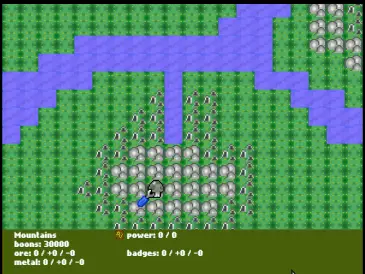 Mountains
power: 0 / 0
boons: 30000
ore: 0 / +0 / -0
badges: 0 / +0 / -0
metal: 0 / +0 / -0